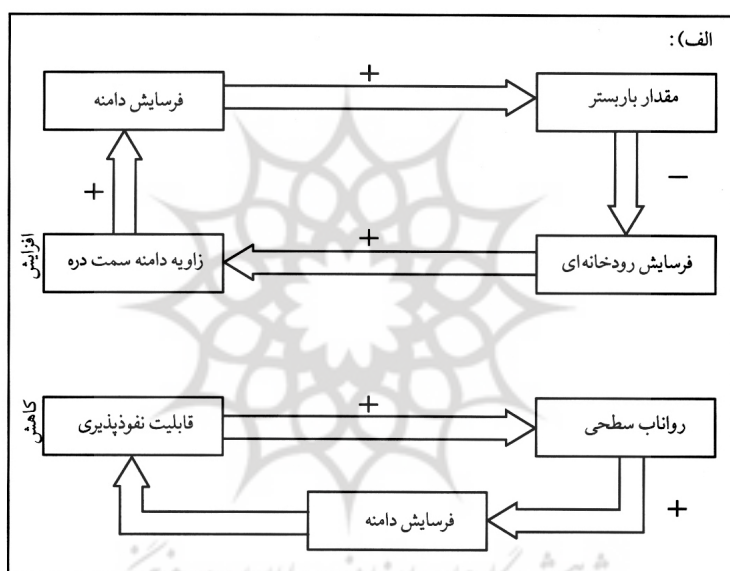 الف):
فرسایش دامنه
+
مقدار باربستر
+
−
افزایش
زاویه دامنه سمت دره
+
فرسایش رودخانه‌ای
کاهش
قابلیت نفوذپذیری
+
رواناب سطحی
فرسایش دامنه
+